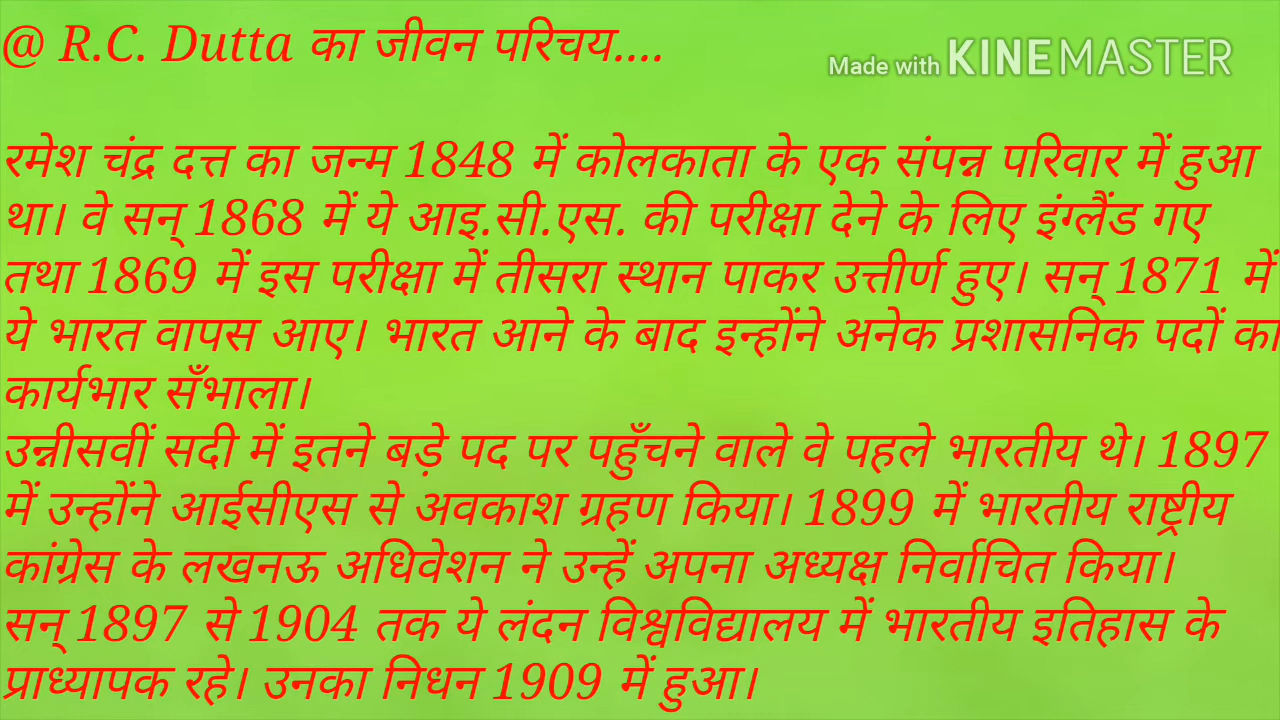 @ R.C. Dutta का जीवन परिचय....
Made with KINEMASTER
रमेश चंद्र दत्त का जन्म 1848 में कोलकाता के एक संपन्न परिवार में हुआ
था। वे सन् 1868 में ये आइ.सी.एस. की परीक्षा देने के लिए इंग्लैंड गए
तथा 1869 में इस परीक्षा में तीसरा स्थान पाकर उत्तीर्ण हुए। सन् 1871 में
ये भारत वापस आए। भारत आने के बाद इन्होंने अनेक प्रशासनिक पदों का
कार्यभार सँभाला।
उन्नीसवीं सदी में इतने बड़े पद पर पहुँचने वाले वे पहले भारतीय थे। 1897
में उन्होंने आईसीएस से अवकाश ग्रहण किया। 1899 में भारतीय राष्ट्रीय
कांग्रेस के लखनऊ अधिवेशन ने उन्हें अपना अध्यक्ष निर्वाचित किया।
सन् 1897 से 1904 तक ये लंदन विश्वविद्यालय में भारतीय इतिहास के
प्राध्यापक रहे। उनका निधन 1909 में हुआ।